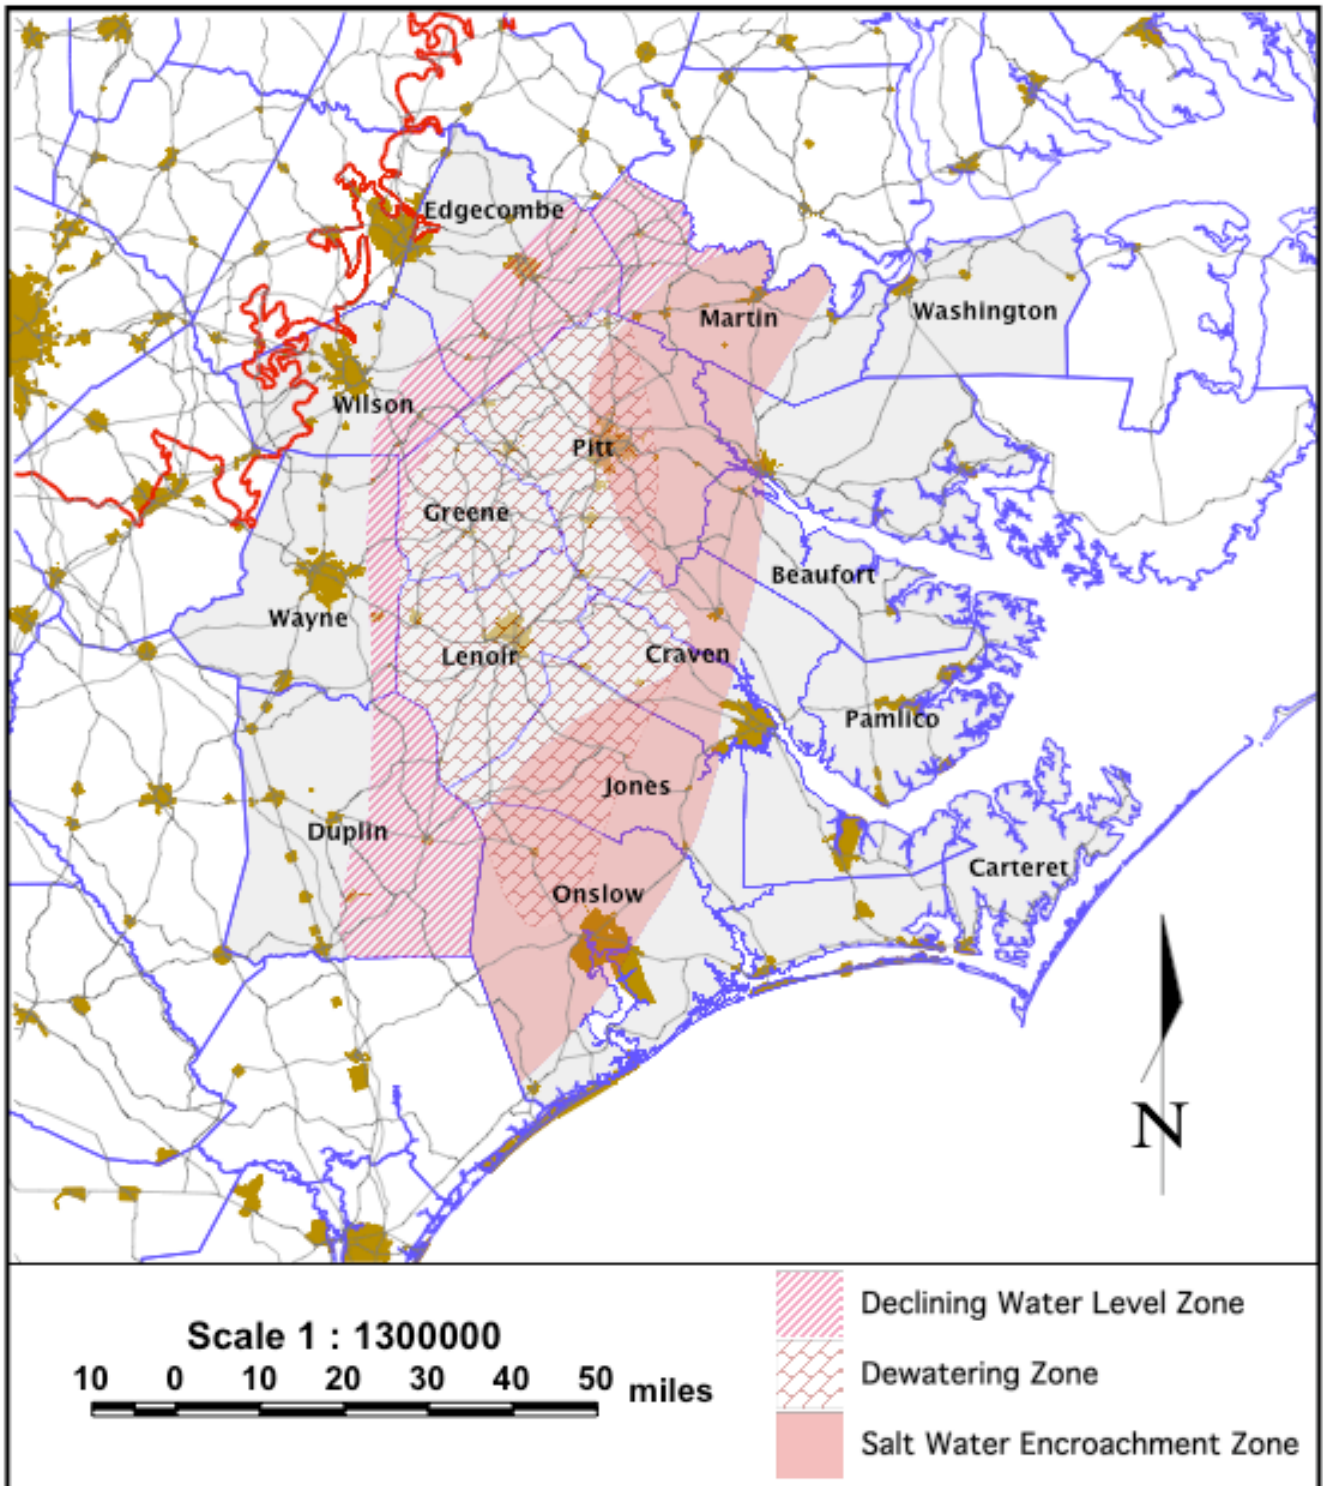 Edgecombe
Martin
Washington
Wilson
Pitt
Greene
Beaufort
Wayne
Lenoir
Craven
Pamlico
Jones
Duplin
Carteret
Onslow
N
Scale 1 : 1300000
10 0 10 20 30 40 50 miles
Declining Water Level Zone
Dewatering Zone
Salt Water Encroachment Zone